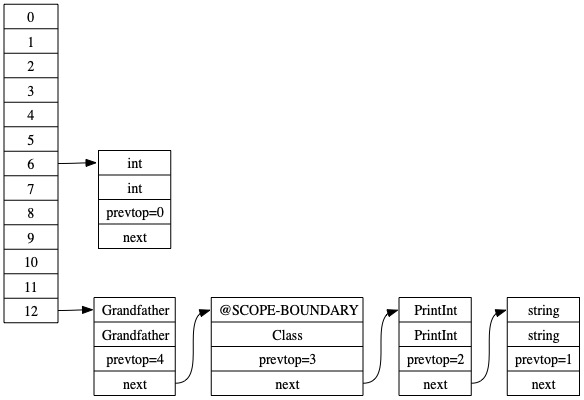 0
1
2
3
4
5
6
7
8
9
10
11
12
int
int
prevtop=0
next
Grandfather
Grandfather
prevtop=4
next
@SCOPE-BOUNDARY
Class
prevtop=3
next
PrintInt
PrintInt
prevtop=2
next
string
string
prevtop=1
next